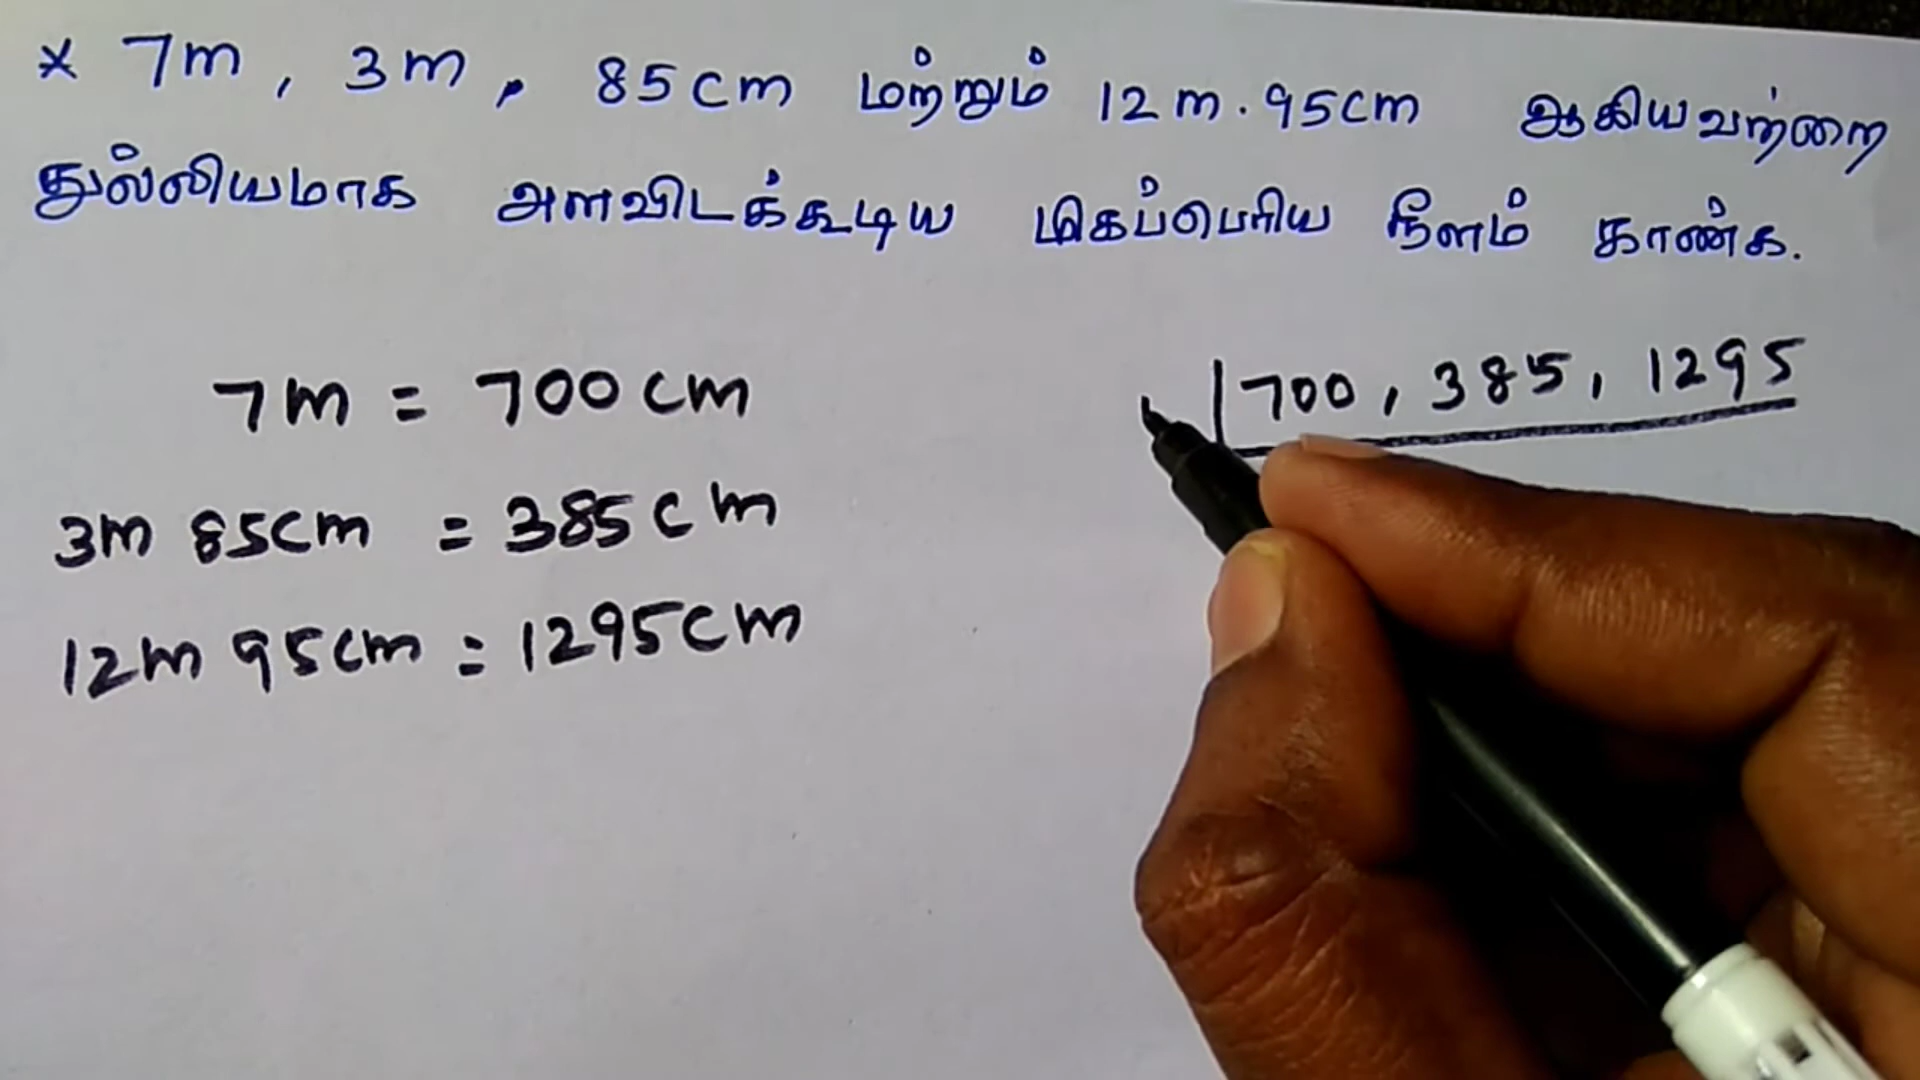 * 7m, 3m, 85cm மற்றும் 12m.95cm ஆகியவற்றை
துல்லியமாக அளவிடக்கூடிய மிகப்பெரிய நீளம் காண்க.
7m = 700cm
3m 85cm = 385cm
12m 95cm = 1295cm
700, 385, 1295